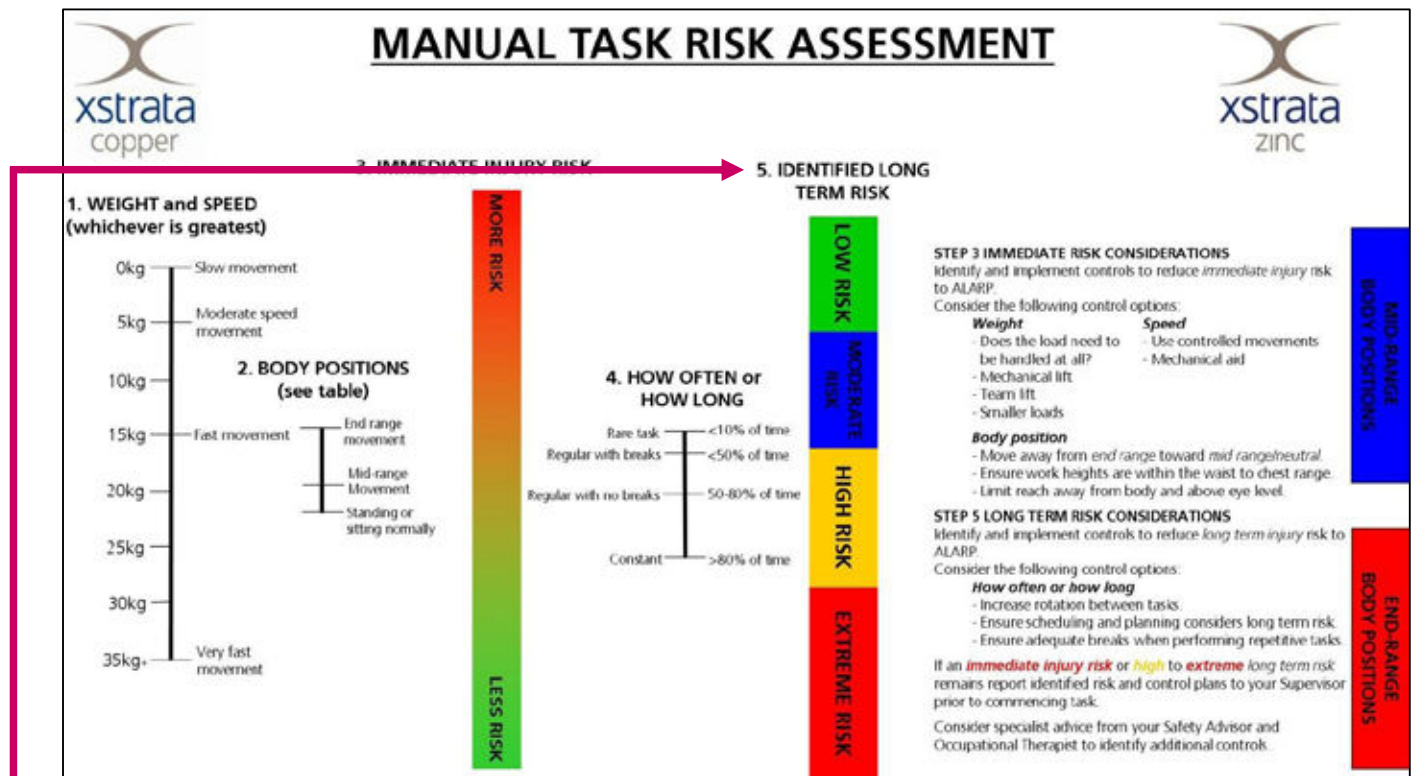 MANUAL TASK RISK ASSESSMENT
xstrata
copper
xstrata
zinc
3. IMMEDIATE INJURY RISK
MORE RISK
LESS RISK
1. WEIGHT and SPEED
(whichever is greatest)
0kg
Slow movement
5kg
Moderate speed
movement
10kg
15kg
Fast movement
20kg
25kg
30kg
35kg+
Very fast
movement
2. BODY POSITIONS
(see table)
End range
movement
Mid-range
Movement
Standing or
sitting normally
4. HOW OFTEN or
HOW LONG
Rare task
<10% of time
Regular with breaks
<50% of time
Regular with no breaks
50-80% of time
Constant
>80% of time
5. IDENTIFIED LONG
TERM RISK
LOW RISK
MODERATE
RISK
HIGH RISK
EXTREME RISK
STEP 3 IMMEDIATE RISK CONSIDERATIONS
Identify and implement controls to reduce immediate injury risk
to ALARP.
Consider the following control options:
Weight
- Does the load need to
be handled at all?
- Mechanical lift
- Team lift
- Smaller loads
Speed
- Use controlled movements
- Mechanical aid
Body position
- Move away from end range toward mid range/neutral.
- Ensure work heights are within the waist to chest range.
- Limit reach away from body and above eye level.
STEP 5 LONG TERM RISK CONSIDERATIONS
Identify and implement controls to reduce long term injury risk to
ALARP.
Consider the following control options:
How often or how long
- Increase rotation between tasks.
- Ensure scheduling and planning considers long term risk.
- Ensure adequate breaks when performing repetitive tasks.
If an immediate injury risk or high to extreme long term risk
remains report identified risk and control plans to your Supervisor
prior to commencing task.
Consider specialist advice from your Safety Advisor and
Occupational Therapist to identify additional controls.
MID-RANGE
BODY POSITIONS
END-RANGE
BODY POSITIONS